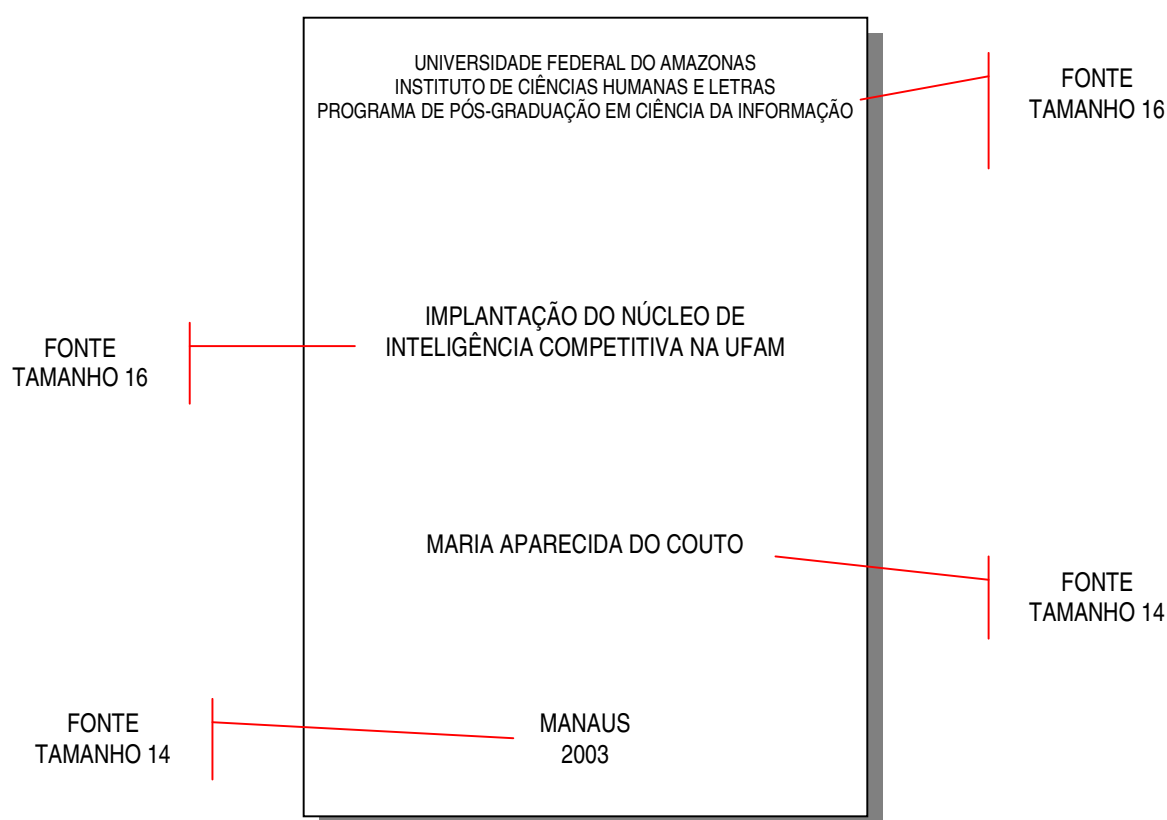 UNIVERSIDADE FEDERAL DO AMAZONAS
INSTITUTO DE CIÊNCIAS HUMANAS E LETRAS
PROGRAMA DE PÓS-GRADUAÇÃO EM CIÊNCIA DA INFORMAÇÃO
FONTE
TAMANHO 16
IMPLANTAÇÃO DO NÚCLEO DE
INTELIGÊNCIA COMPETITIVA NA UFAM
FONTE
TAMANHO 16
MARIA APARECIDA DO COUTO
FONTE
TAMANHO 14
MANAUS
2003
FONTE
TAMANHO 14